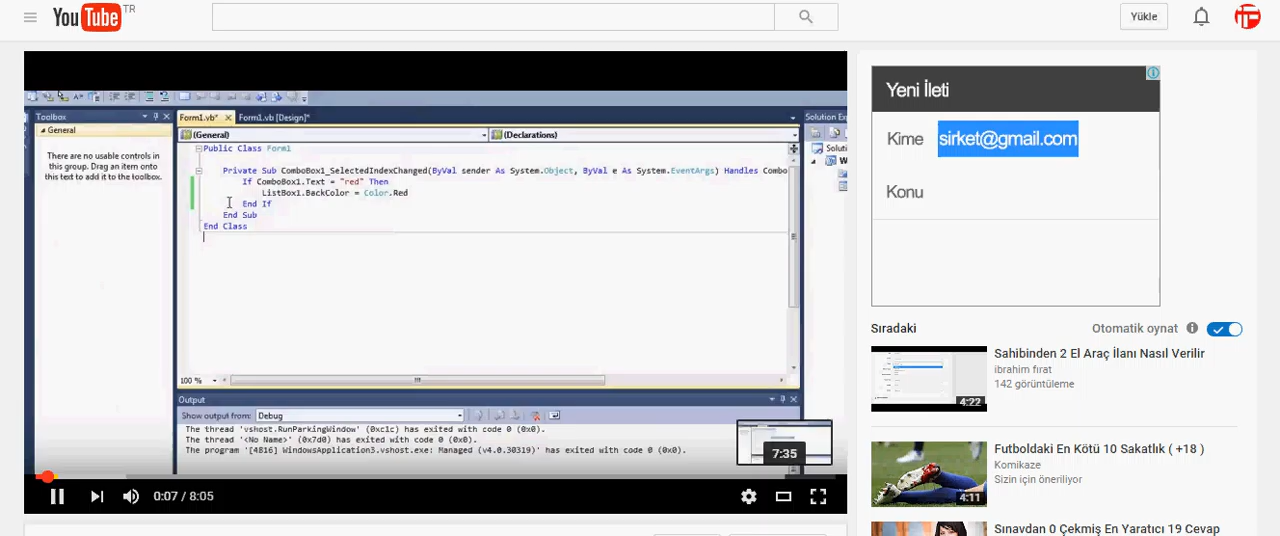 YouTube TR
Yükle
Toolbox
General
There are no usable controls in
this group. Drag an item onto
this text to add it to the toolbox.
Form1.vb*
Form1.vb [Design]*
(General)
(Declarations)
Public Class Form1
Private Sub ComboBox1_SelectedIndexChanged(ByVal sender As System.Object, ByVal e As System.EventArgs) Handles Combo
If ComboBox1.Text = "red" Then
ListBox1.BackColor = Color.Red
End If
End Sub
End Class
100 %
Solution Exp
Soluti
W
Output
Show output from: Debug
The thread 'vshost.RunParkingWindow' (0xc1c) has exited with code 0 (0x0).
The thread '<No Name>' (0x7d0) has exited with code 0 (0x0).
The program '[4816] WindowsApplication3.vshost.exe: Managed (v4.0.30319)' has exited with code 0 (0x0).
7:35
0:07 / 8:05
Yeni İleti
Kime sirket@gmail.com
Konu
Sıradaki
Otomatik oynat
Sahibinden 2 El Araç İlanı Nasıl Verilir
ibrahim fırat
142 görüntüleme
4:22
Futboldaki En Kötü 10 Sakatlık ( +18 )
Komikaze
Sizin için öneriliyor
4:11
Sınavdan 0 Çekmiş En Yaratıcı 19 Cevap